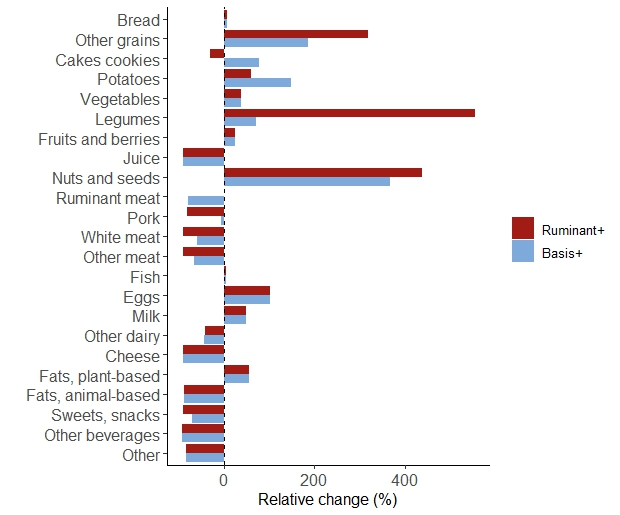 Bread
Other grains
Cakes cookies
Potatoes
Vegetables
Legumes
Fruits and berries
Juice
Nuts and seeds
Ruminant meat
Pork
White meat
Other meat
Fish
Eggs
Milk
Other dairy
Cheese
Fats, plant-based
Fats, animal-based
Sweets, snacks
Other beverages
Other
0 200 400
Relative change (%)
Ruminant+
Basis+